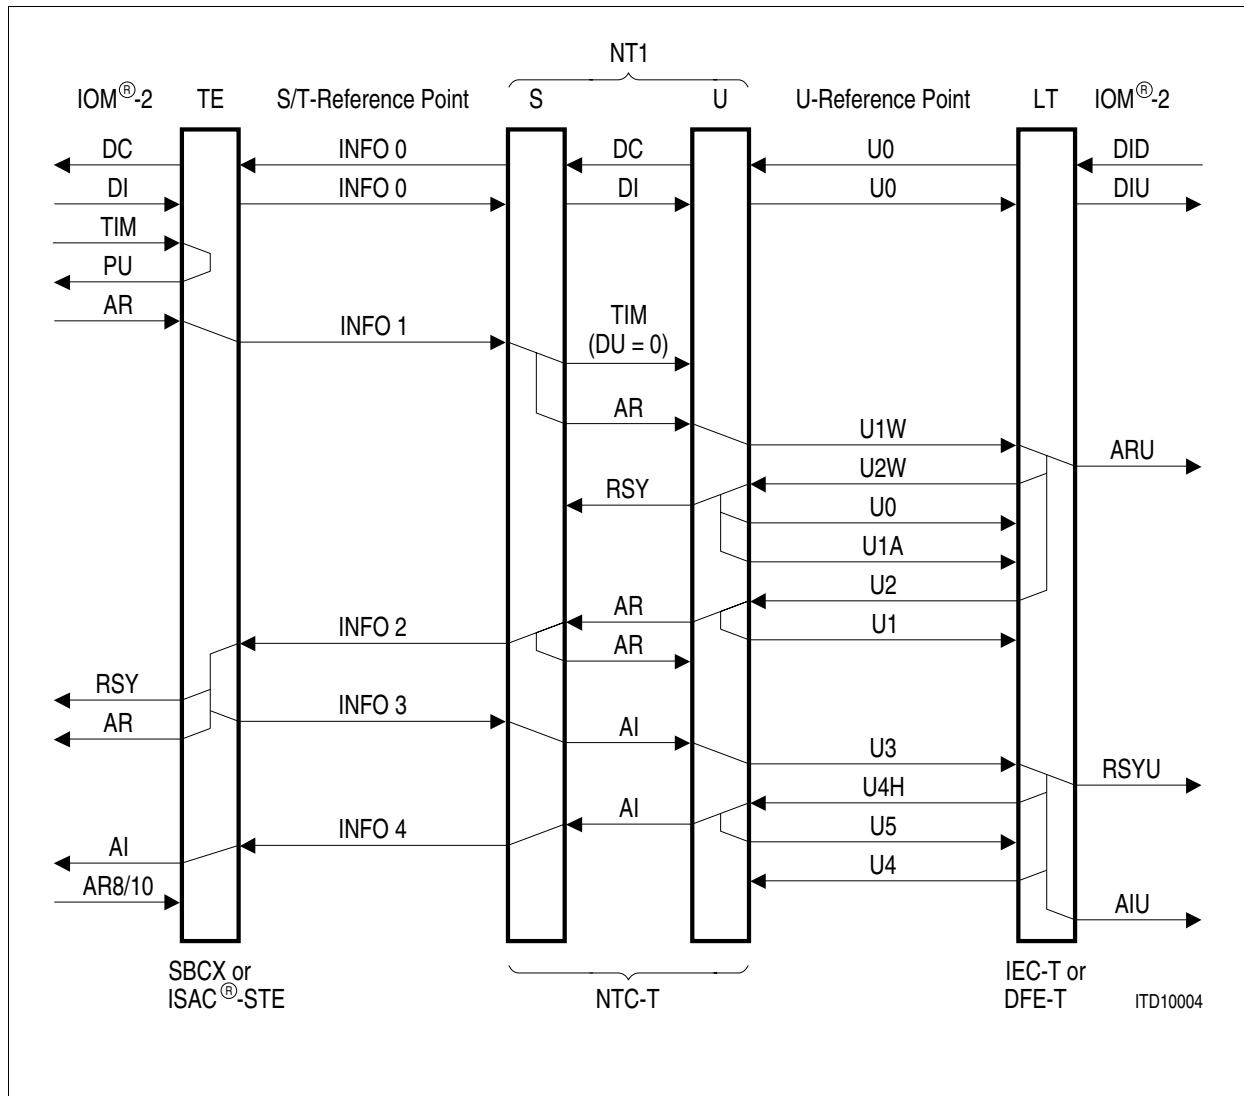 NT1
IOM®-2 TE S/T-Reference Point S U U-Reference Point LT IOM®-2
DC INFO 0 DC U0 DID
DI INFO 0 DI U0 DIU
TIM
PU
AR INFO 1 TIM
(DU = 0)
AR U1W ARU
U2W
RSY U0
U1A
U2
INFO 2 AR U1
AR
RSY
AR INFO 3 AI U3 RSYU
U4H
AI INFO 4 AI U5
AR8/10 U4
AIU
SBCX or
ISAC®-STE
NTC-T
IEC-T or
DFE-T
ITD10004